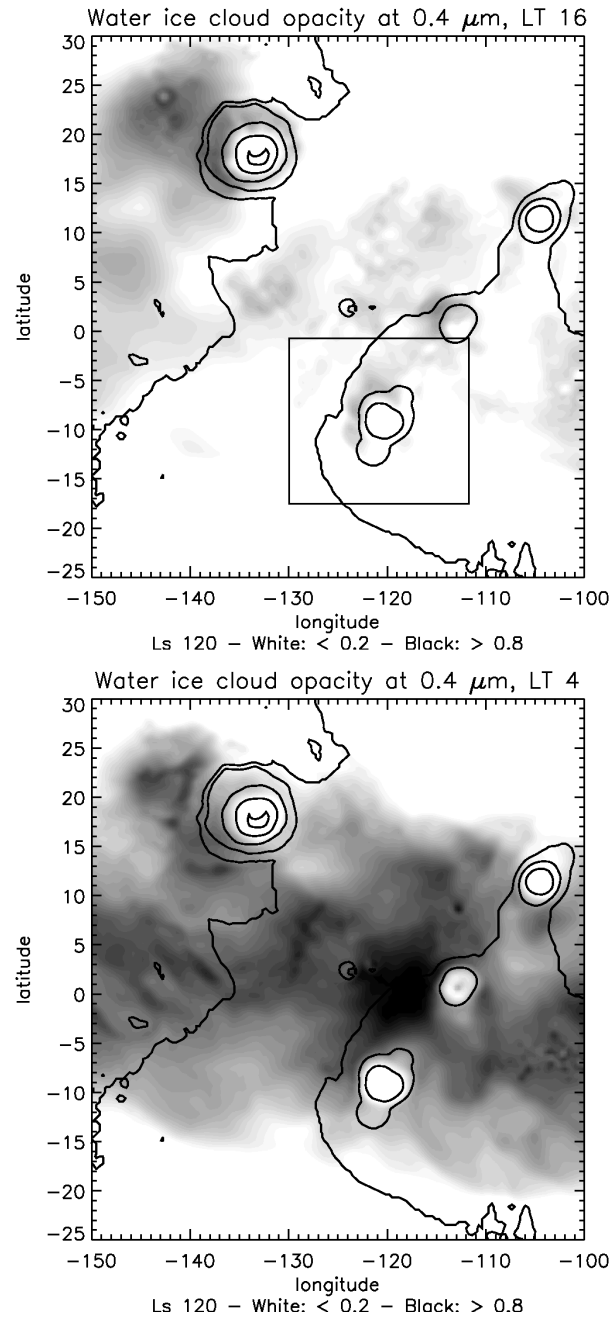 Water ice cloud opacity at 0.4 μm, LT 16
30
25
20
15
10
5
0
−5
−10
−15
−20
−25
latitude
−150 −140 −130 −120 −110 −100
longitude
Ls 120 − White: < 0.2 − Black: > 0.8
Water ice cloud opacity at 0.4 μm, LT 4
30
25
20
15
10
5
0
−5
−10
−15
−20
−25
latitude
−150 −140 −130 −120 −110 −100
longitude
Ls 120 − White: < 0.2 − Black: > 0.8